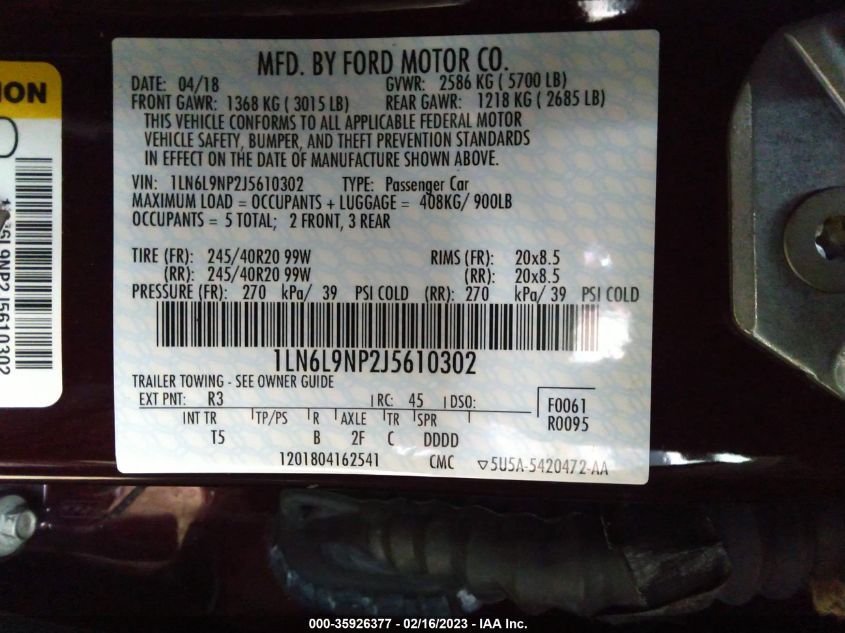 MFD. BY FORD MOTOR CO.
DATE: 04/18 GVWR: 2586 KG ( 5700 LB)
FRONT GAWR: 1368 KG ( 3015 LB) REAR GAWR: 1218 KG ( 2685 LB)
THIS VEHICLE CONFORMS TO ALL APPLICABLE FEDERAL MOTOR
VEHICLE SAFETY, BUMPER, AND THEFT PREVENTION STANDARDS
IN EFFECT ON THE DATE OF MANUFACTURE SHOWN ABOVE.
VIN: 1LN6L9NP2J5610302 TYPE: Passenger Car
MAXIMUM LOAD = OCCUPANTS + LUGGAGE = 408KG/ 900LB
OCCUPANTS = 5 TOTAL; 2 FRONT, 3 REAR
TIRE (FR): 245/40R20 99W RIMS (FR): 20x8.5
(RR): 245/40R20 99W (RR): 20x8.5
PRESSURE (FR): 270 kPa/ 39 PSI COLD (RR): 270 kPa/ 39 PSI COLD
1LN6L9NP2J5610302
TRAILER TOWING - SEE OWNER GUIDE
EXT PNT: R3 RC: 45 DSO: F0061
INT TR TP/PS R AXLE TR SPR R0095
T5 B 2F C DDDD
1201804162541 CMC ▽5U5A-5420472-AA
ION
6L9NP2J5610302
000-35926377 - 02/16/2023 - IAA Inc.